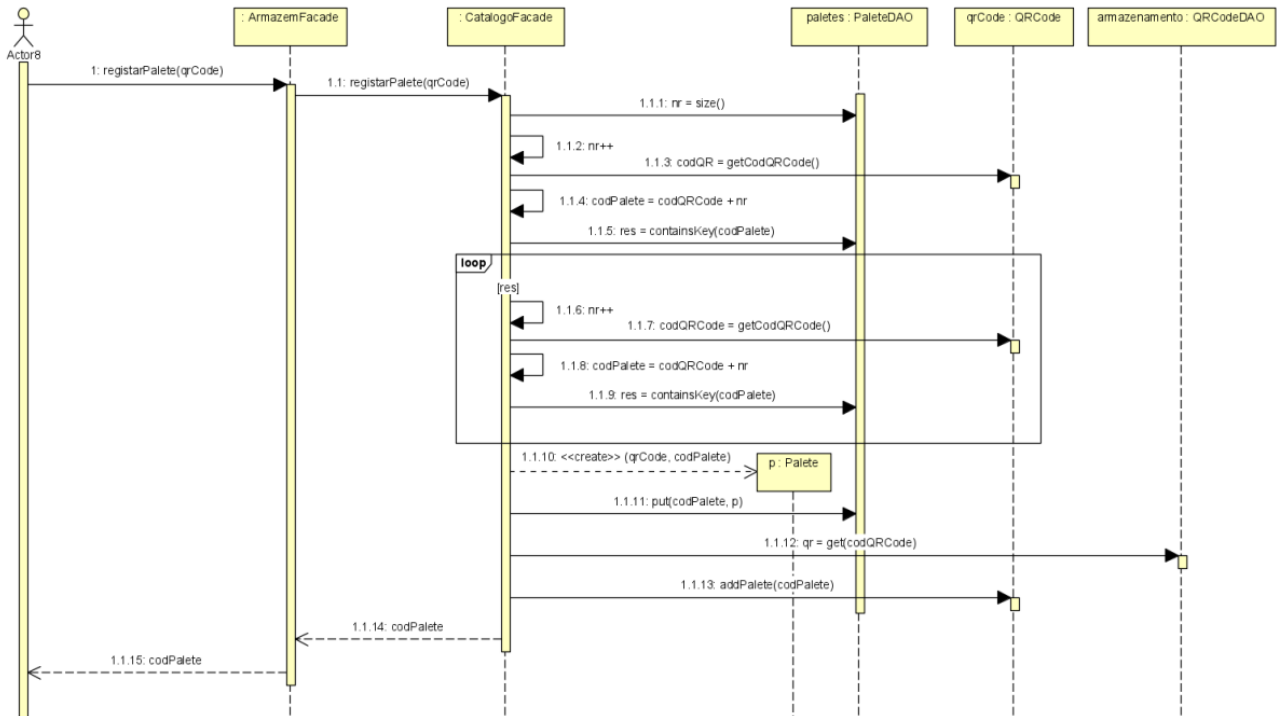 : ArmazemFacade
: CatalogoFacade
paletes : PaleteDAO
qrCode : QRCode
armazenamento : QRCodeDAO
Actor8
1: registarPalete(qrCode)
1.1: registarPalete(qrCode)
1.1.1: nr = size()
1.1.2: nr++
1.1.3: codQR = getCodQRCode()
1.1.4: codPalete = codQRCode + nr
1.1.5: res = containsKey(codPalete)
loop
[res]
1.1.6: nr++
1.1.7: codQRCode = getCodQRCode()
1.1.8: codPalete = codQRCode + nr
1.1.9: res = containsKey(codPalete)
1.1.10: <<create>> (qrCode, codPalete)
p : Palete
1.1.11: put(codPalete, p)
1.1.12: qr = get(codQRCode)
1.1.13: addPalete(codPalete)
1.1.14: codPalete
1.1.15: codPalete